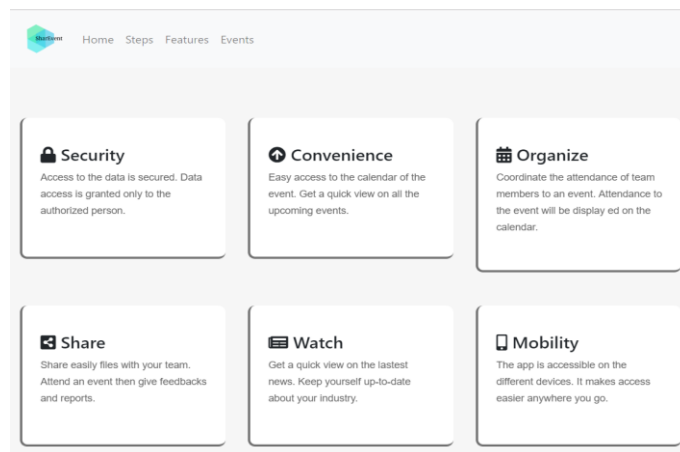 SharEvent
Home Steps Features Events
Security
Access to the data is secured. Data
access is granted only to the
authorized person.
Convenience
Easy access to the calendar of the
event. Get a quick view on all the
upcoming events.
Organize
Coordinate the attendance of team
members to an event. Attendance to
the event will be display ed on the
calendar.
Share
Share easily files with your team.
Attend an event then give feedbacks
and reports.
Watch
Get a quick view on the lastest
news. Keep yourself up-to-date
about your industry.
Mobility
The app is accessible on the
different devices. It makes access
easier anywhere you go.